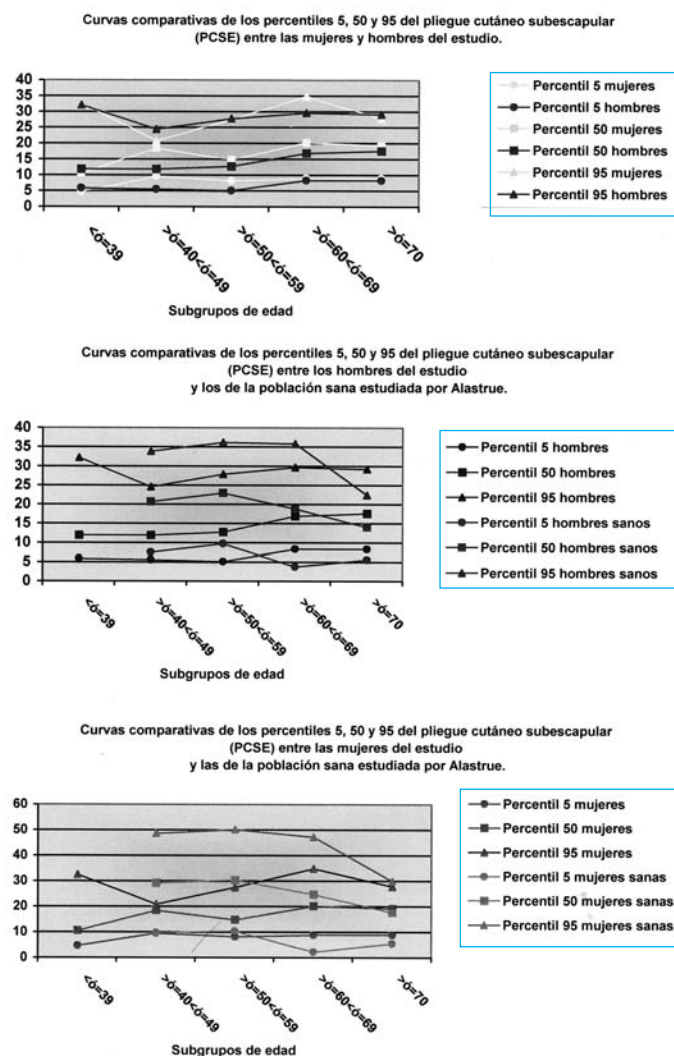 Curvas comparativas de los percentiles 5, 50 y 95 del pliegue cutáneo subescapular
(PCSE) entre las mujeres y hombres del estudio.
40
35
30
25
20
15
10
5
0
<ó=39
>ó=40<ó=49
>ó=50<ó=59
>ó=60<ó=69
>ó=70
Subgrupos de edad
Percentil 5 mujeres
Percentil 5 hombres
Percentil 50 mujeres
Percentil 50 hombres
Percentil 95 mujeres
Percentil 95 hombres
Curvas comparativas de los percentiles 5, 50 y 95 del pliegue cutáneo subescapular
(PCSE) entre los hombres del estudio
y los de la población sana estudiada por Alastrue.
40
35
30
25
20
15
10
5
0
<ó=39
>ó=40<ó=49
>ó=50<ó=59
>ó=60<ó=69
>ó=70
Subgrupos de edad
Percentil 5 hombres
Percentil 50 hombres
Percentil 95 hombres
Percentil 5 hombres sanos
Percentil 50 hombres sanos
Percentil 95 hombres sanos
Curvas comparativas de los percentiles 5, 50 y 95 del pliegue cutáneo subescapular
(PCSE) entre las mujeres del estudio
y las de la población sana estudiada por Alastrue.
60
50
40
30
20
10
0
<ó=39
>ó=40<ó=49
>ó=50<ó=59
>ó=60<ó=69
>ó=70
Subgrupos de edad
Percentil 5 mujeres
Percentil 50 mujeres
Percentil 95 mujeres
Percentil 5 mujeres sanas
Percentil 50 mujeres sanas
Percentil 95 mujeres sanas